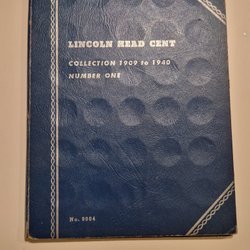 LINCOLN HEAD CENT
COLLECTION 1909 to 1940
NUMBER ONE
No. 9004